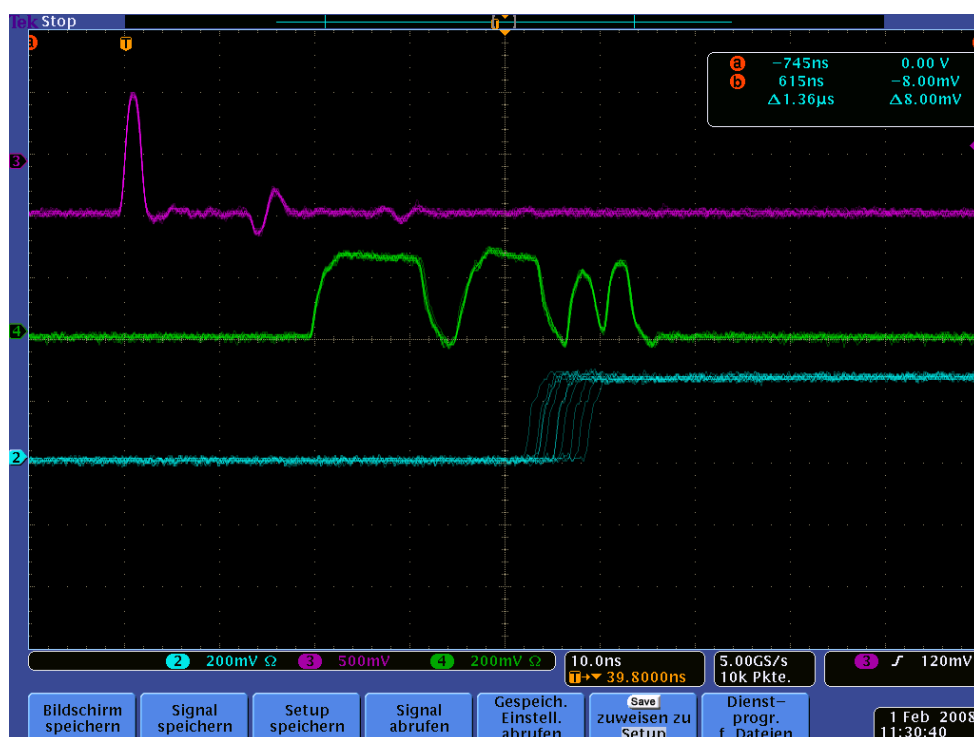 Tek Stop
a
T
a −745ns 0.00 V
b 615ns −8.00mV
Δ1.36µs Δ8.00mV
3
4
2
2 200mV Ω 3 500mV 4 200mV Ω
10.0ns
T→▼ 39.8000ns
5.00GS/s
10k Pkte.
3 ʃ 120mV
Bildschirm
speichern
Signal
speichern
Setup
speichern
Signal
abrufen
Gespeich.
Einstell.
abrufen
Save
zuweisen zu
Setup
Dienst−
progr.
f. Dateien
1 Feb 2008
11:30:40